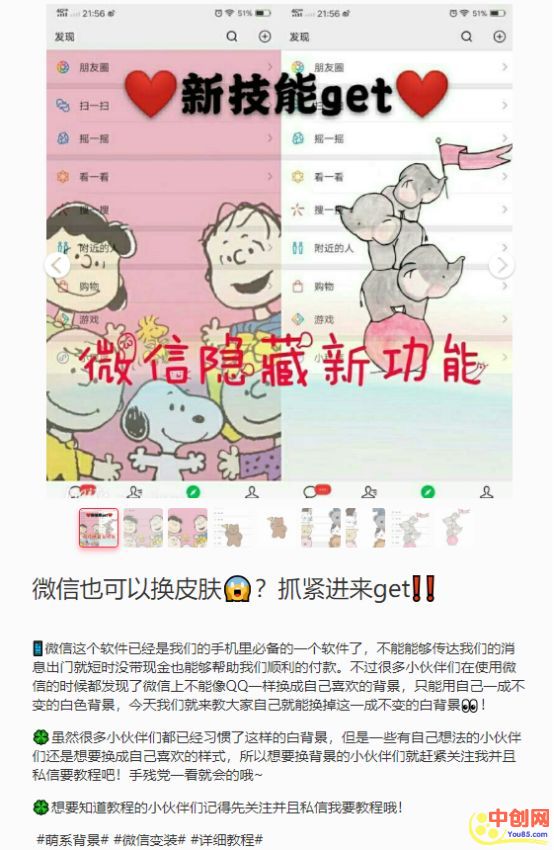 21:56 51% 21:56 51%
发现 发现
新技能get
朋友圈 朋友圈
扫一扫
摇一摇 摇一摇
看一看 看一看
搜一搜 搜一搜
附近的人 附近的人
购物 购物
游戏 游戏
微信隐藏新功能
微信也可以换皮肤😱？抓紧进来get‼️
📱微信这个软件已经是我们的手机里必备的一个软件了，不能能够传达我们的消
息出门就短时没带现金也能够帮助我们顺利的付款。不过很多小伙伴们在使用微
信的时候都发现了微信上不能像QQ一样换成自己喜欢的背景，只能用自己一成不
变的白色背景，今天我们就来教大家自己就能换掉这一成不变的白背景👀！
🍀虽然很多小伙伴们都已经习惯了这样的白背景，但是一些有自己想法的小伙伴
们还是想要换成自己喜欢的样式，所以想要换背景的小伙伴们就赶紧关注我并且
私信要教程吧！手残党一看就会的哦~
🍀想要知道教程的小伙伴们记得先关注并且私信我要教程哦！
#萌系背景# #微信变装# #详细教程#
中创网
You85.com